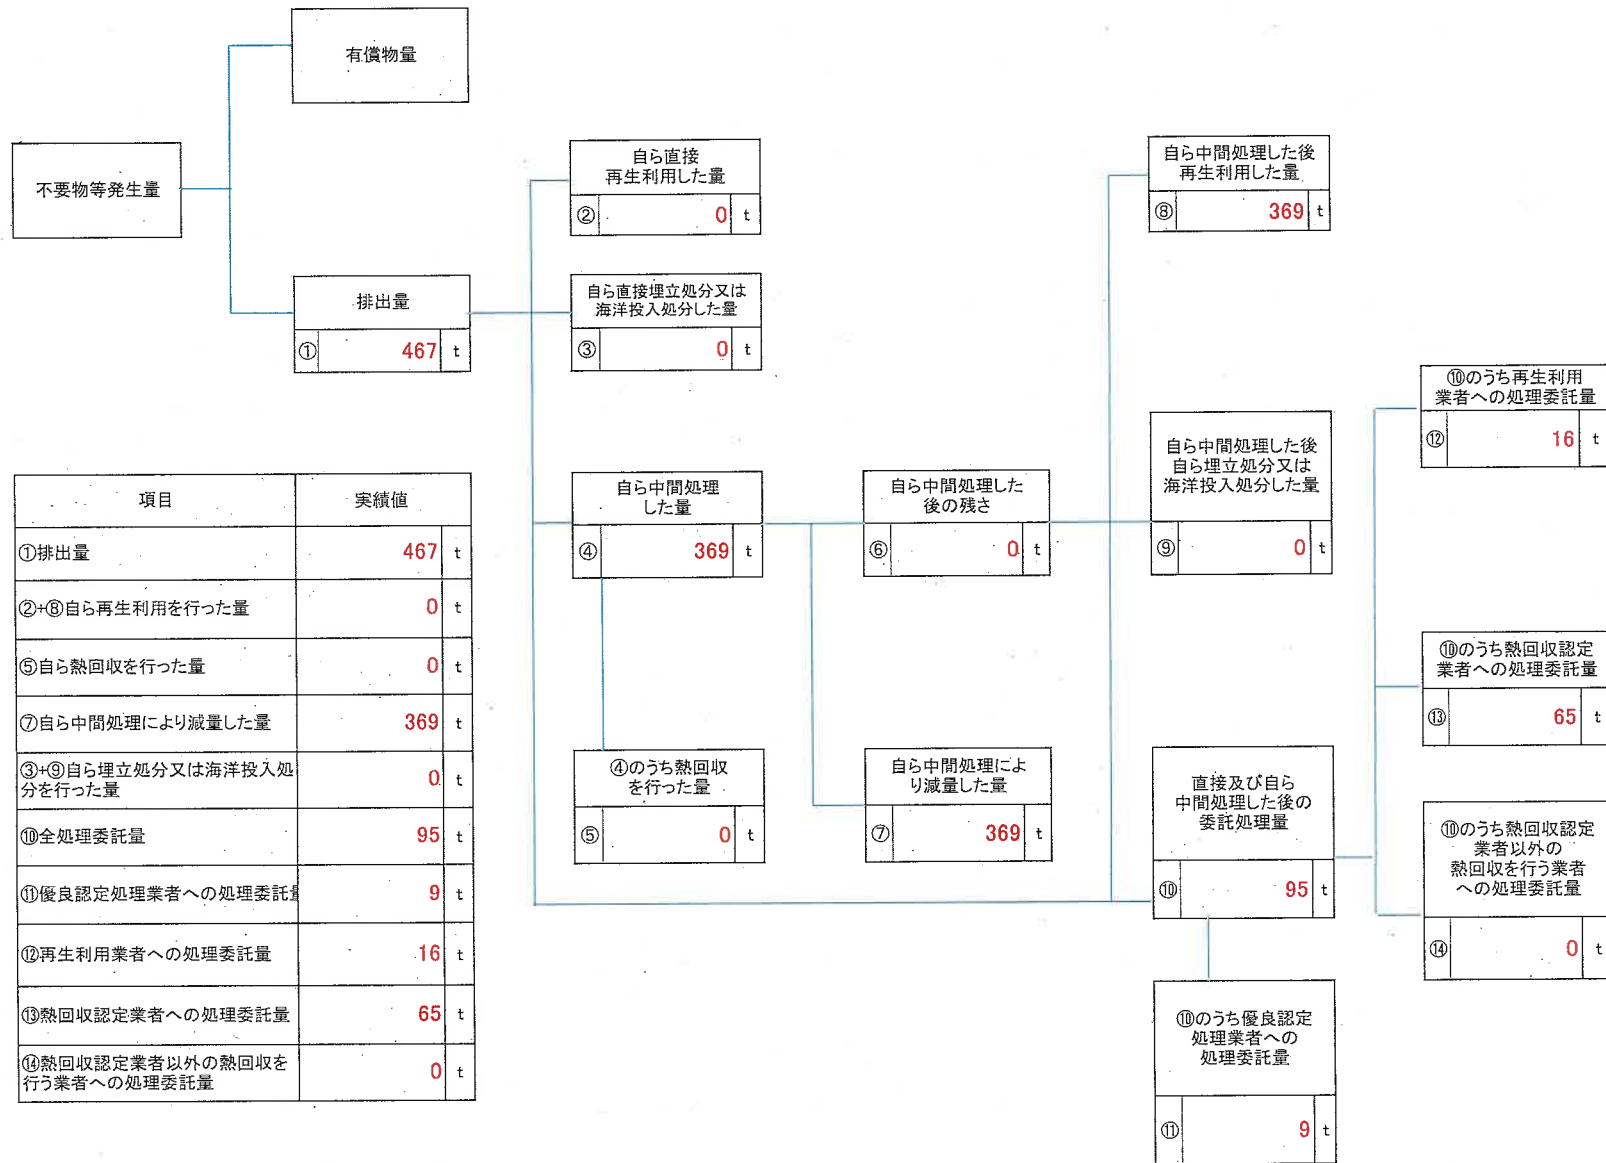 有償物量
不要物等発生量
排出量
① 467 t
自ら直接
再生利用した量
② 0 t
自ら直接埋立処分又は
海洋投入処分した量
③ 0 t
自ら中間処理
した量
④ 369 t
④のうち熱回収
を行った量
⑤ 0 t
自ら中間処理した
後の残さ
⑥ 0 t
自ら中間処理によ
り減量した量
⑦ 369 t
自ら中間処理した後
再生利用した量
⑧ 369 t
自ら中間処理した後
自ら埋立処分又は
海洋投入処分した量
⑨ 0 t
直接及び自ら
中間処理した後の
委託処理量
⑩ 95 t
⑩のうち優良認定
処理業者への
処理委託量
⑪ 9 t
⑩のうち再生利用
業者への処理委託量
⑫ 16 t
⑩のうち熱回収認定
業者への処理委託量
⑬ 65 t
⑩のうち熱回収認定
業者以外の
熱回収を行う業者
への処理委託量
⑭ 0 t
項目 実績値
①排出量 467 t
②+⑧自ら再生利用を行った量 0 t
⑤自ら熱回収を行った量 0 t
⑦自ら中間処理により減量した量 369 t
③+⑨自ら埋立処分又は海洋投入処
分を行った量 0 t
⑩全処理委託量 95 t
⑪優良認定処理業者への処理委託量 9 t
⑫再生利用業者への処理委託量 16 t
⑬熱回収認定業者への処理委託量 65 t
⑭熱回収認定業者以外の熱回収を
行う業者への処理委託量 0 t